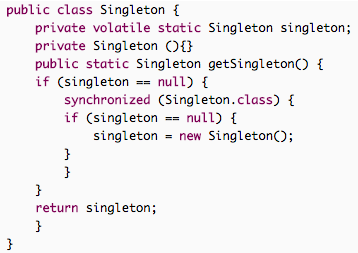 public class Singleton {
    private volatile static Singleton singleton;
    private Singleton (){}
    public static Singleton getSingleton() {
    if (singleton == null) {
        synchronized (Singleton.class) {
        if (singleton == null) {
            singleton = new Singleton();
        }
        }
    }
    return singleton;
    }
}